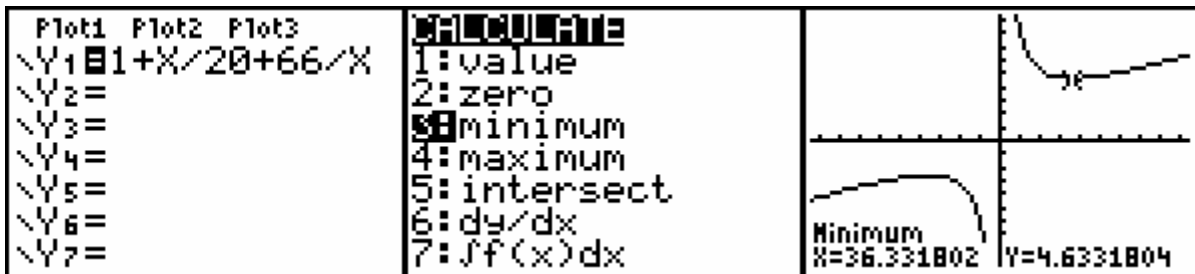 Plot1 Plot2 Plot3
\Y1=1+X/20+66/X
\Y2=
\Y3=
\Y4=
\Y5=
\Y6=
\Y7=
CALCULATE
1:value
2:zero
3:minimum
4:maximum
5:intersect
6:dy/dx
7:∫f(x)dx
Minimum
X=36.331802 Y=4.6331804